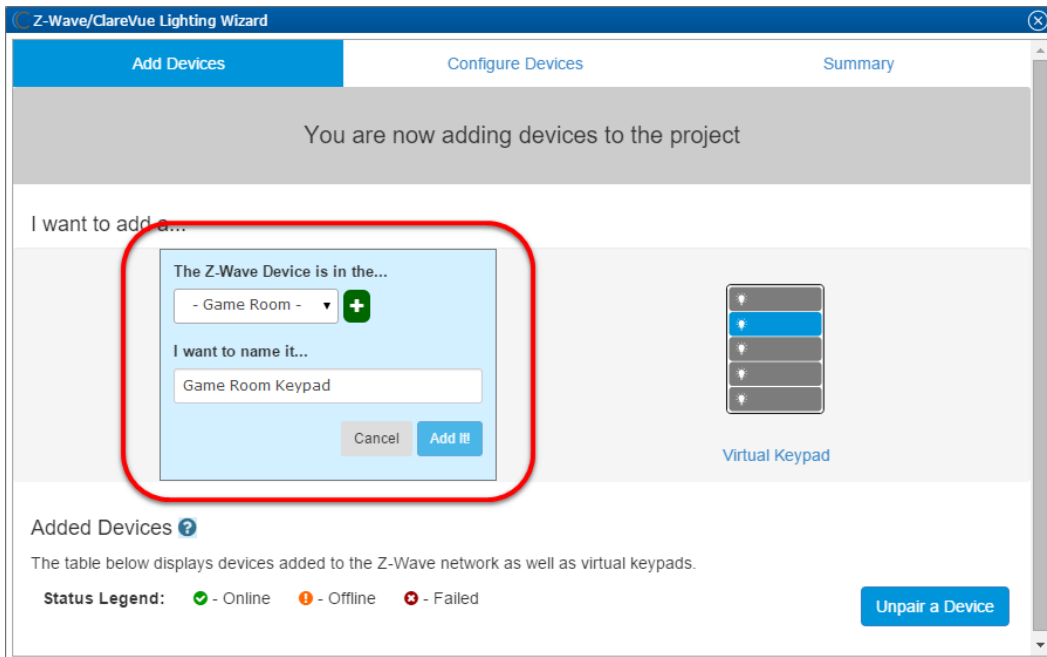 Z-Wave/ClareVue Lighting Wizard
Add Devices Configure Devices Summary
You are now adding devices to the project
I want to add a...
The Z-Wave Device is in the...
- Game Room -
I want to name it...
Game Room Keypad
Cancel Add It!
Virtual Keypad
Added Devices ?
The table below displays devices added to the Z-Wave network as well as virtual keypads.
Status Legend: - Online - Offline - Failed
Unpair a Device